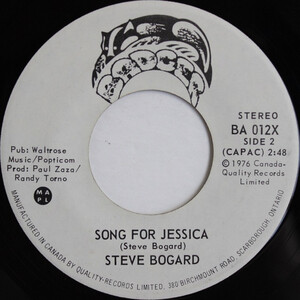 BADGER
STEREO
BA 012X
SIDE 2
(CAPAC) 2:48
Ⓟ 1976 Canada-
Quality Records
Limited
Pub: Waltrose
Music/Popticom
Prod: Paul Zaza/
Randy Torno
M A
P L
SONG FOR JESSICA
(Steve Bogard)
STEVE BOGARD
MANUFACTURED IN CANADA BY QUALITY RECORDS LIMITED, 380 BIRCHMOUNT ROAD, SCARBOROUGH, ONTARIO